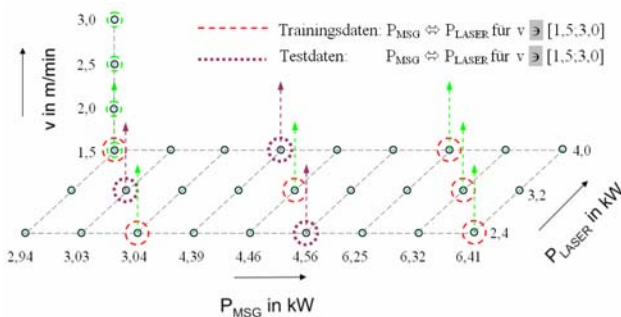 3,0
Trainingsdaten: P_MSG ⇔ P_LASER für v ϶ [1,5;3,0]
Testdaten: P_MSG ⇔ P_LASER für v ϶ [1,5;3,0]
2,5
2,0
v in m/min
1,5
4,0
3,2
2,4
P_LASER in kW
2,94 3,03 3,04 4,39 4,46 4,56 6,25 6,32 6,41
P_MSG in kW